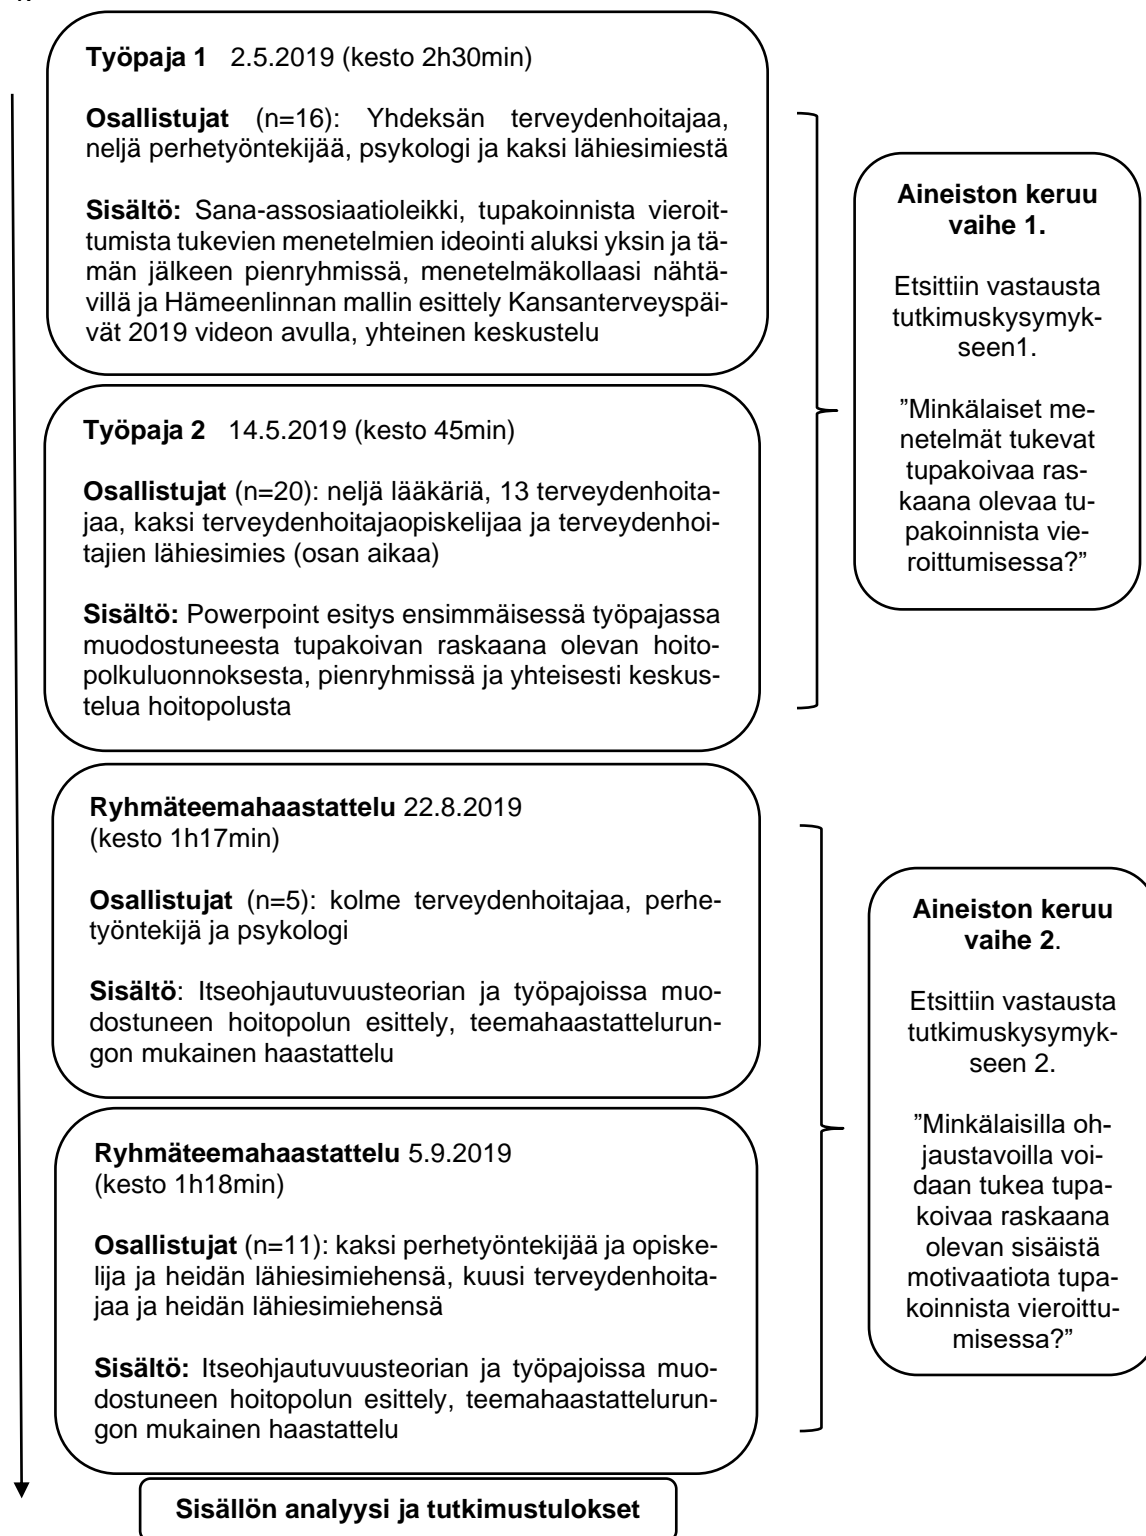 Työpaja 1 2.5.2019 (kesto 2h30min)
Osallistujat (n=16): Yhdeksän terveydenhoitajaa,
neljä perhetyöntekijää, psykologi ja kaksi lähiesimiestä
Sisältö: Sana-assosiaatioleikki, tupakoinnista vieroit-
tumista tukevien menetelmien ideointi aluksi yksin ja tä-
män jälkeen pienryhmissä, menetelmäkollaasi nähtä-
villä ja Hämeenlinnan mallin esittely Kansanterveyspäi-
vät 2019 videon avulla, yhteinen keskustelu
Työpaja 2 14.5.2019 (kesto 45min)
Osallistujat (n=20): neljä lääkäriä, 13 terveydenhoita-
jaa, kaksi terveydenhoitajaopiskelijaa ja terveydenhoi-
tajien lähiesimies (osan aikaa)
Sisältö: Powerpoint esitys ensimmäisessä työpajassa
muodostuneesta tupakoivan raskaana olevan hoito-
polkuluonnoksesta, pienryhmissä ja yhteisesti keskus-
telua hoitopolusta
Aineiston keruu
vaihe 1.
Etsittiin vastausta
tutkimuskysymyk-
seen1.
”Minkälaiset me-
netelmät tukevat
tupakoivaa ras-
kaana olevaa tu-
pakoinnista vie-
roittumisessa?”
Ryhmäteemahaastattelu 22.8.2019
(kesto 1h17min)
Osallistujat (n=5): kolme terveydenhoitajaa, perhe-
työntekijä ja psykologi
Sisältö: Itseohjautuvuusteorian ja työpajoissa muo-
dostuneen hoitopolun esittely, teemahaastattelurun-
gon mukainen haastattelu
Ryhmäteemahaastattelu 5.9.2019
(kesto 1h18min)
Osallistujat (n=11): kaksi perhetyöntekijää ja opiske-
lija ja heidän lähiesimiehensä, kuusi terveydenhoita-
jaa ja heidän lähiesimiehensä
Sisältö: Itseohjautuvuusteorian ja työpajoissa muo-
dostuneen hoitopolun esittely, teemahaastattelurun-
gon mukainen haastattelu
Aineiston keruu
vaihe 2.
Etsittiin vastausta
tutkimuskysymyk-
seen 2.
”Minkälaisilla oh-
jaustavoilla voi-
daan tukea tupa-
koivaa raskaana
olevan sisäistä
motivaatiota tupa-
koinnista vieroittu-
misessa?”
Sisällön analyysi ja tutkimustulokset